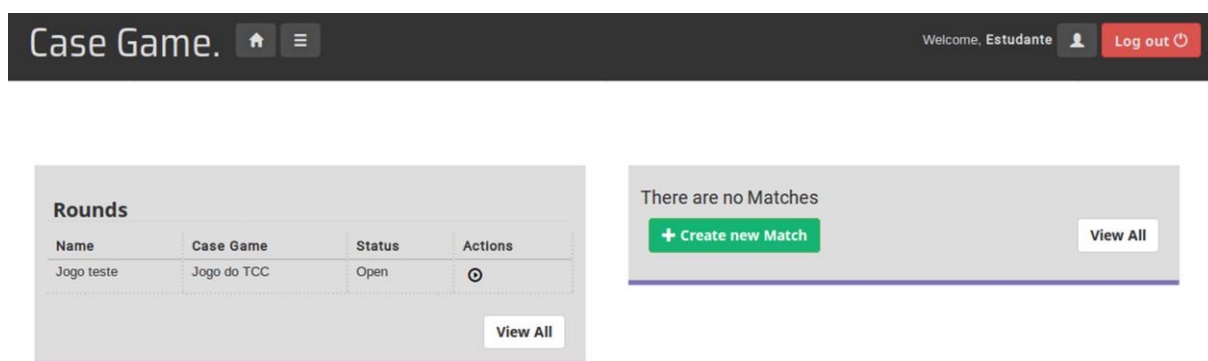 Case Game.
Welcome, Estudante
Log out
Rounds
Name Case Game Status Actions
Jogo teste Jogo do TCC Open
View All
There are no Matches
Create new Match
View All